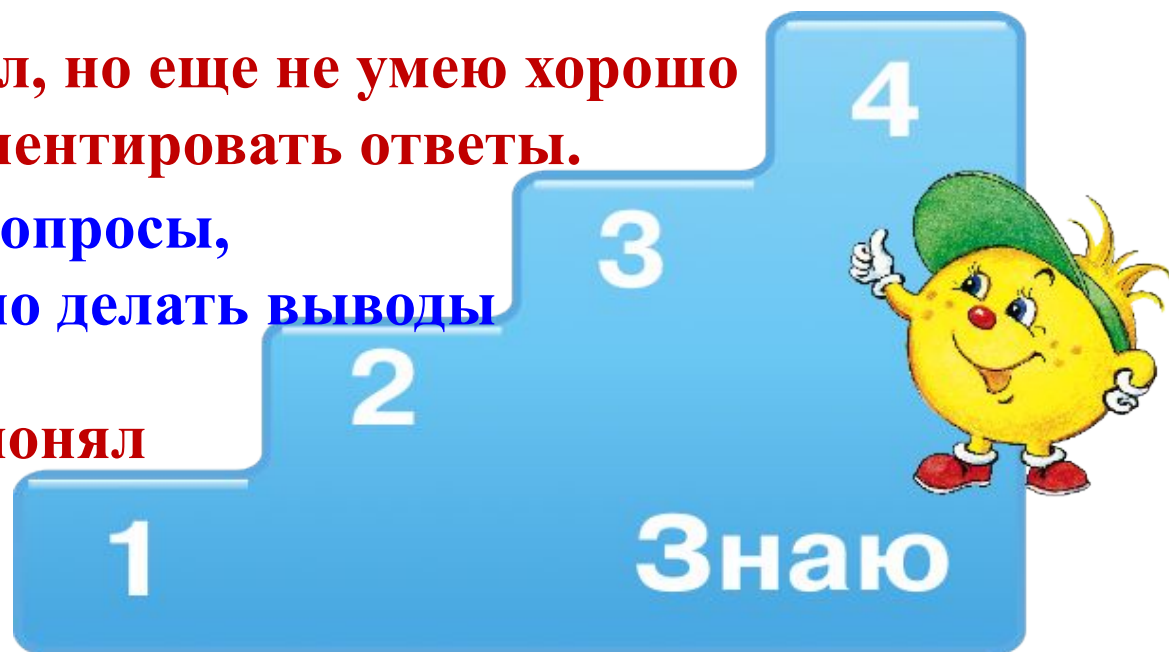 л, но еще не умею хорошо
ментировать ответы.
опросы,
но делать выводы
понял
4
3
2
1
Знаю